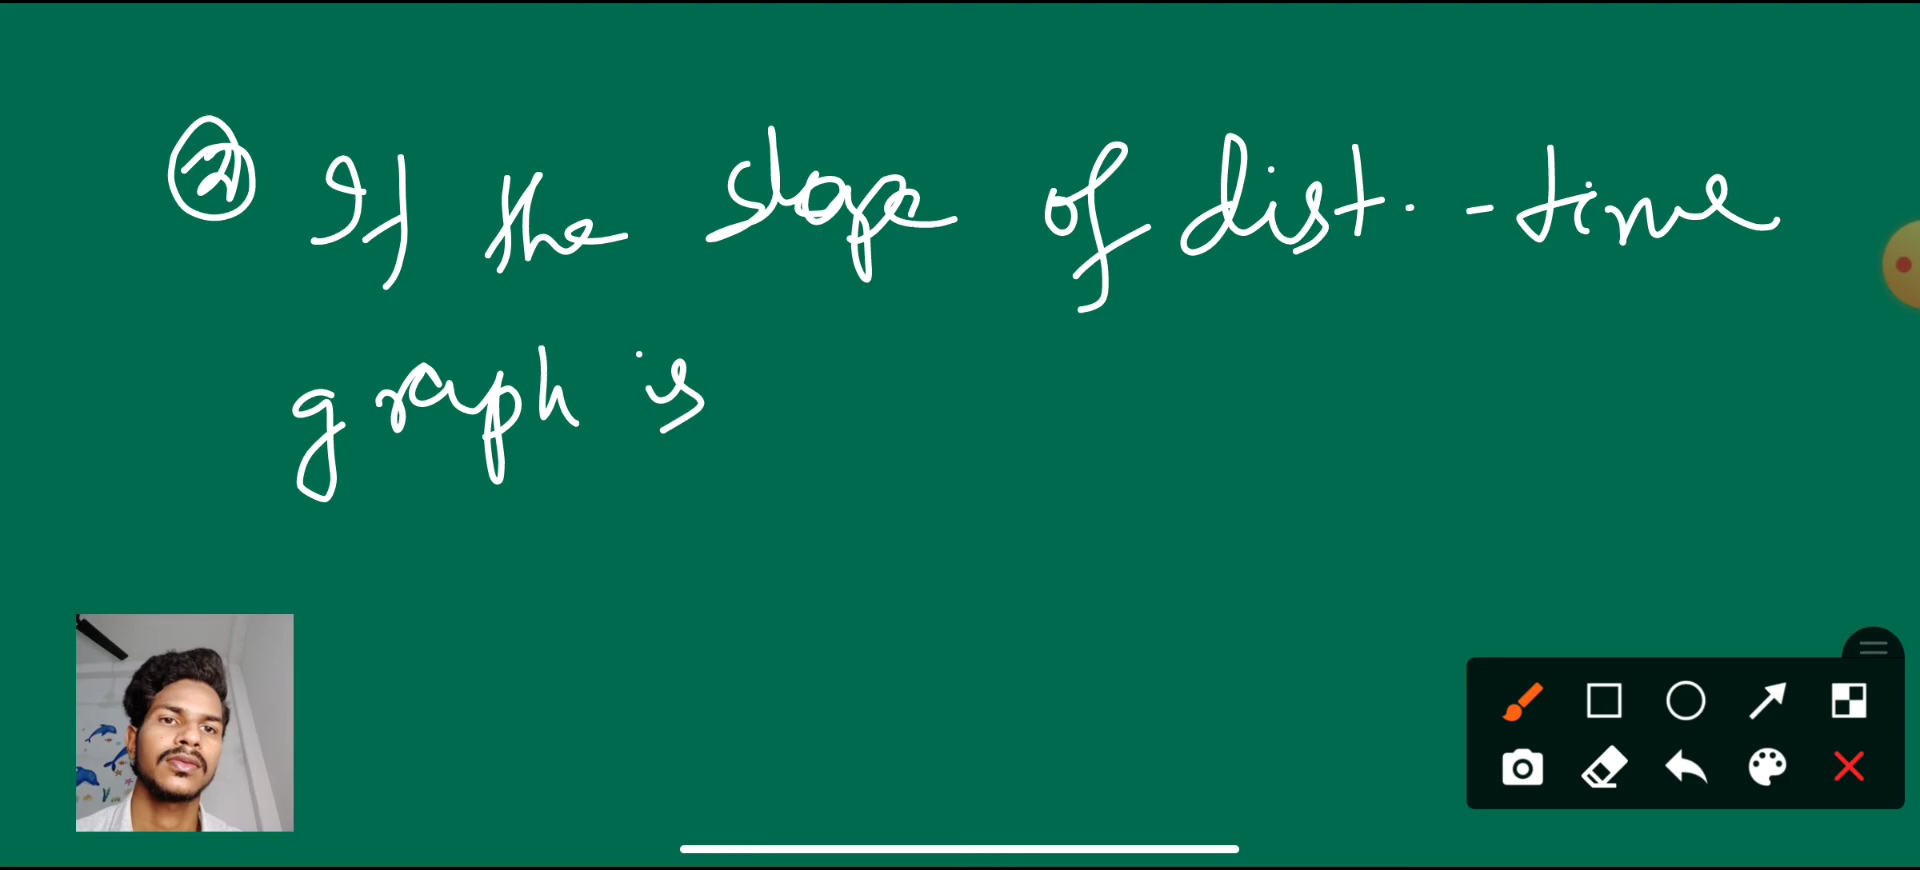 ② If the slope of dist. - time
graph is